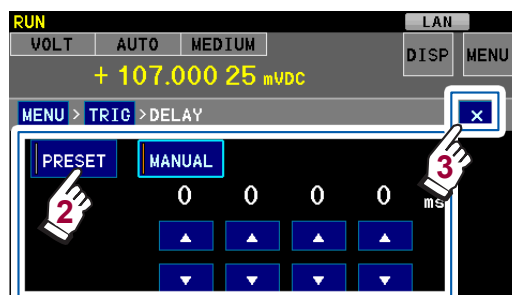 RUN LAN
VOLT AUTO MEDIUM DISP MENU
+ 107.000 25 mVDC
MENU > TRIG >DELAY ×
PRESET MANUAL 3
2 0 0 0 0 ms